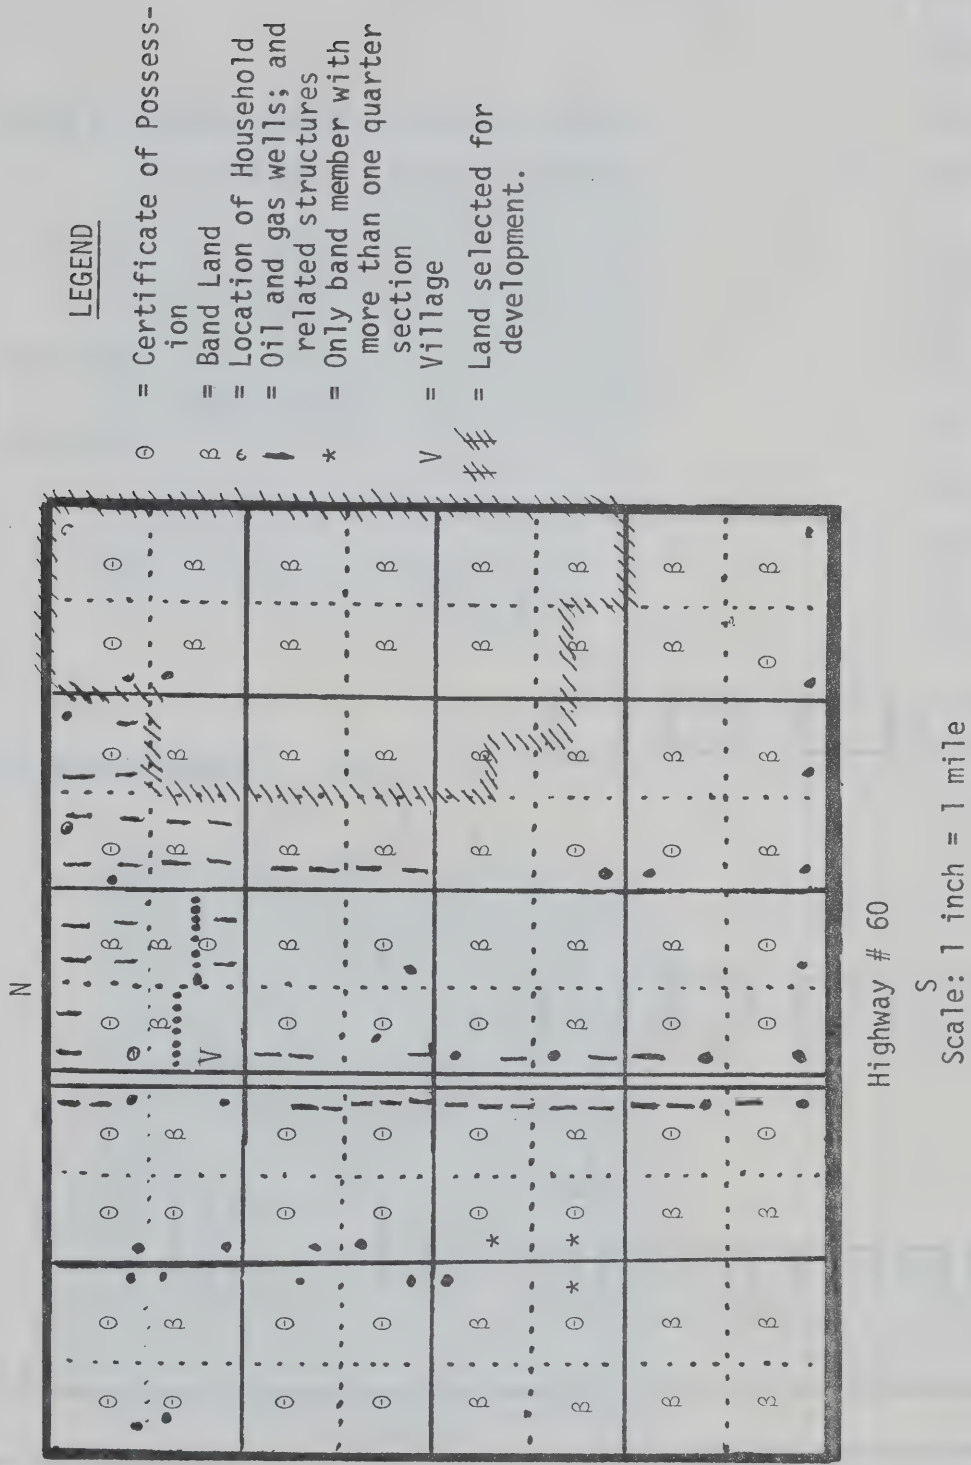 N
Θ Θ Θ Θ Θ β Θ Θ Θ Θ
Θ β Θ β β β β β β β
V Θ
Θ Θ Θ Θ Θ β β β β β
Θ Θ Θ Θ Θ Θ β β β β
β β * Θ Θ Θ β β β β β
β Θ * * Θ β β β Θ β β β
β β β Θ Θ Θ Θ β β β
β β β Θ Θ Θ β β Θ β
Highway # 60
S
Scale: 1 inch = 1 mile
LEGEND
Θ = Certificate of Possess-
ion
β = Band Land
= Location of Household
= Oil and gas wells; and
related structures
* = Only band member with
more than one quarter
section
V = Village
= Land selected for
development.